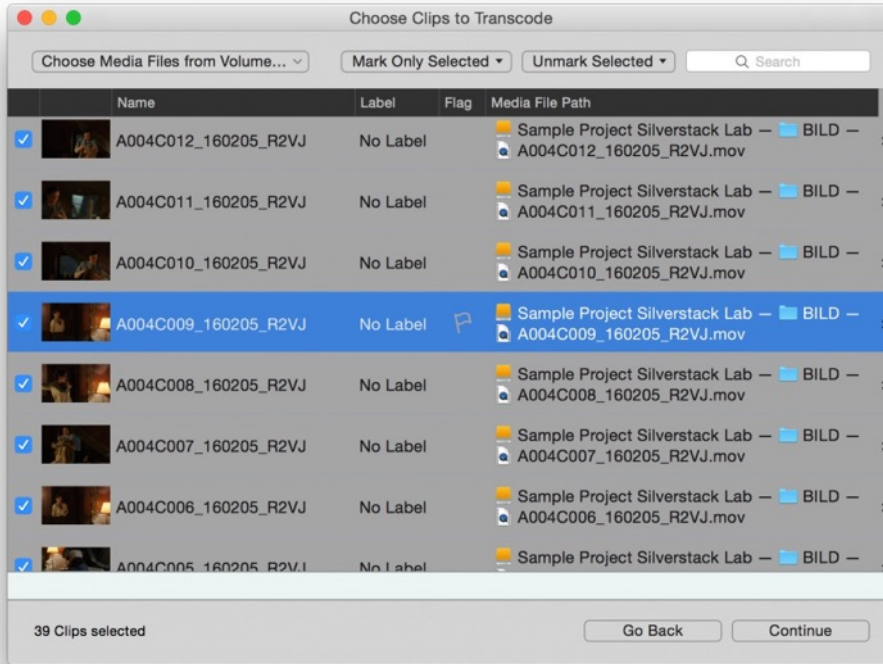 Choose Clips to Transcode
Choose Media Files from Volume... Mark Only Selected Unmark Selected Search
Name Label Flag Media File Path
A004C012_160205_R2VJ No Label Sample Project Silverstack Lab — BILD —
A004C012_160205_R2VJ.mov
A004C011_160205_R2VJ No Label Sample Project Silverstack Lab — BILD —
A004C011_160205_R2VJ.mov
A004C010_160205_R2VJ No Label Sample Project Silverstack Lab — BILD —
A004C010_160205_R2VJ.mov
A004C009_160205_R2VJ No Label Sample Project Silverstack Lab — BILD —
A004C009_160205_R2VJ.mov
A004C008_160205_R2VJ No Label Sample Project Silverstack Lab — BILD —
A004C008_160205_R2VJ.mov
A004C007_160205_R2VJ No Label Sample Project Silverstack Lab — BILD —
A004C007_160205_R2VJ.mov
A004C006_160205_R2VJ No Label Sample Project Silverstack Lab — BILD —
A004C006_160205_R2VJ.mov
A004C005_160205_R2VJ No Label Sample Project Silverstack Lab — BILD —
39 Clips selected Go Back Continue